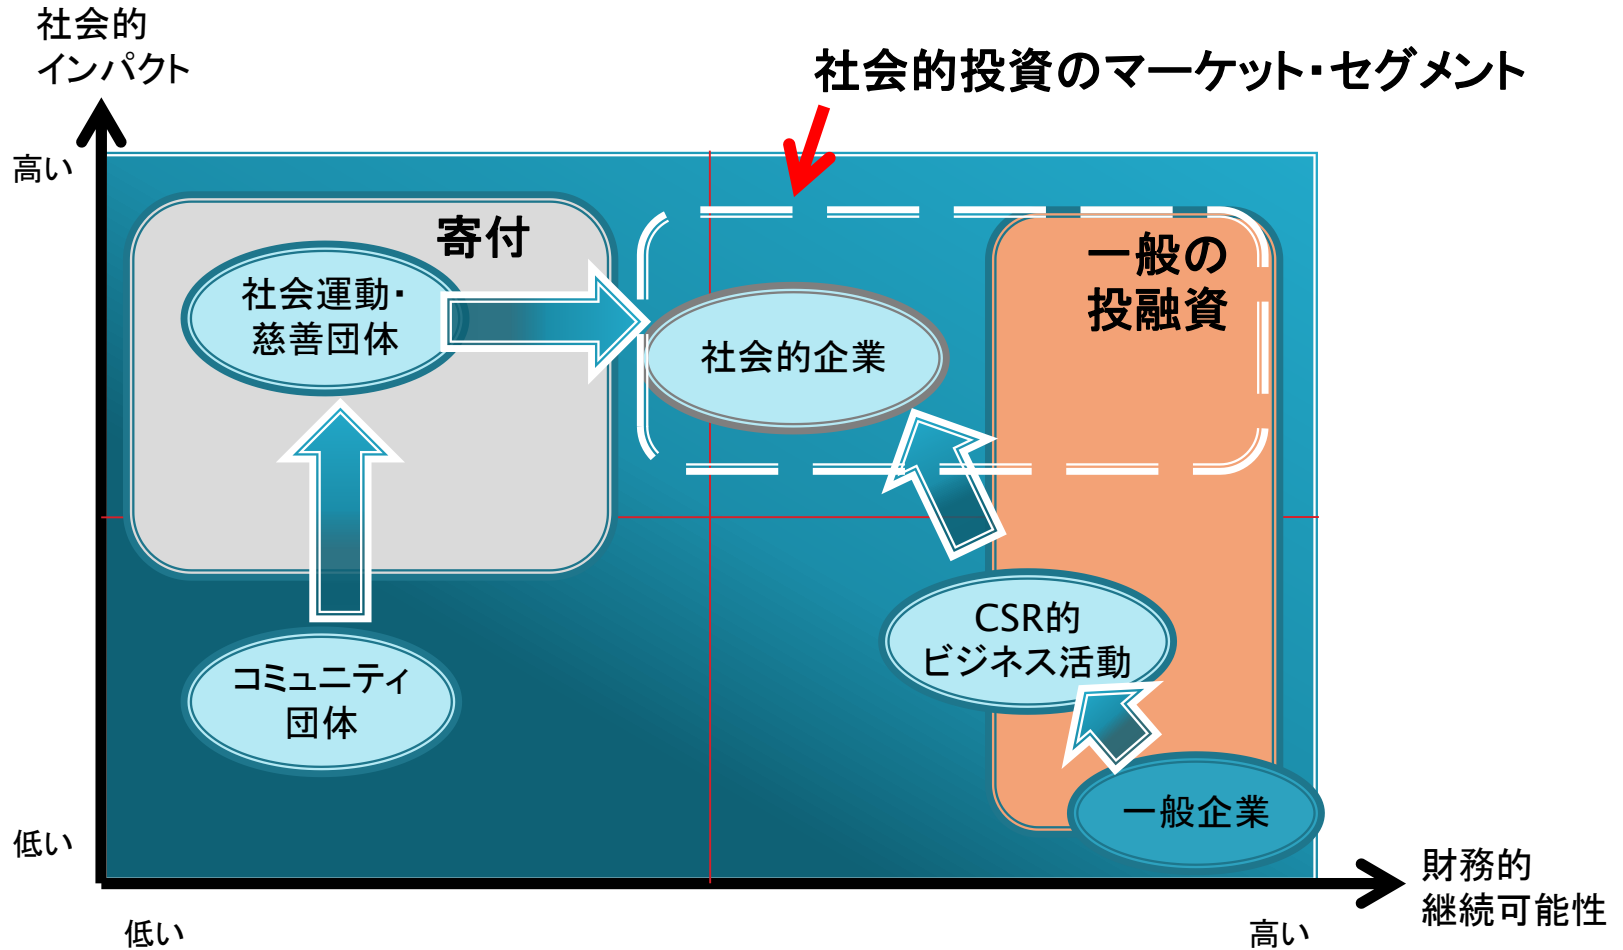 社会的
インパクト
社会的投資のマーケット・セグメント
高い
寄付
一般の
投融資
社会運動・
慈善団体
社会的企業
CSR的
ビジネス活動
コミュニティ
団体
一般企業
低い
財務的
継続可能性
低い
高い